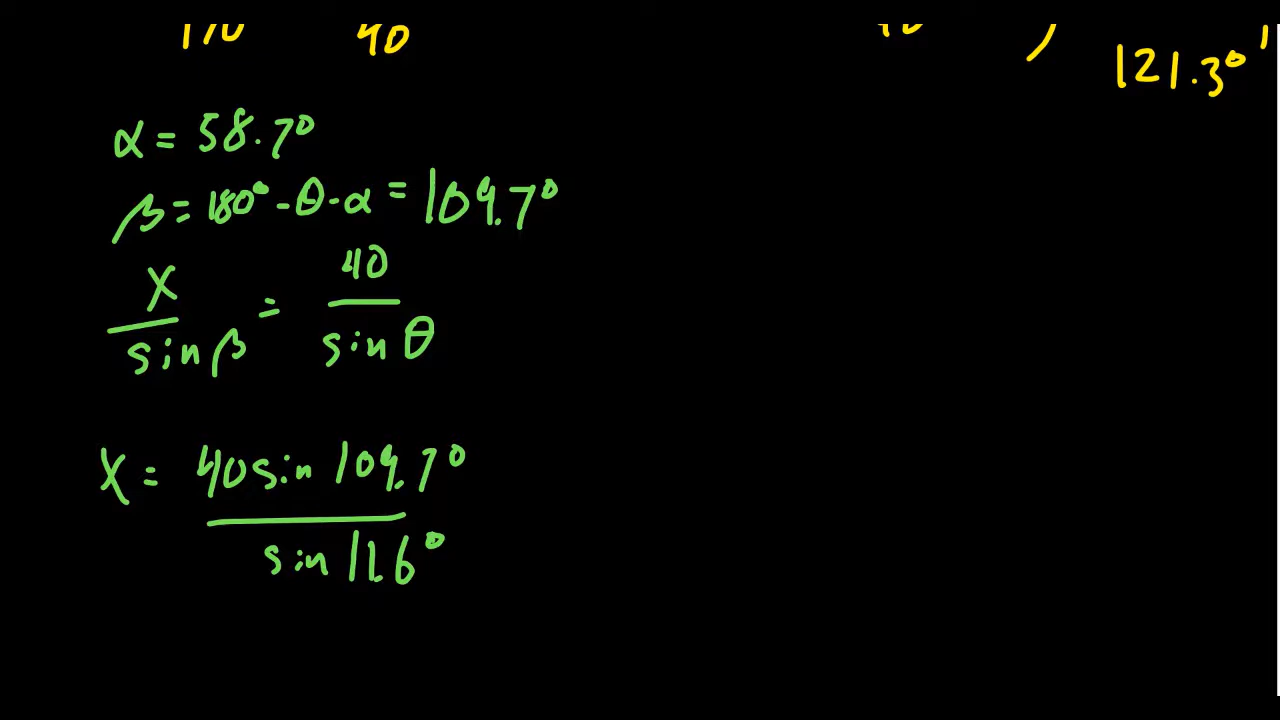 40
121.3°
α = 58.7°
β = 180° - θ - α = 109.7°
x / sin β = 40 / sin θ
x = 40 sin 109.7° / sin 11.6°